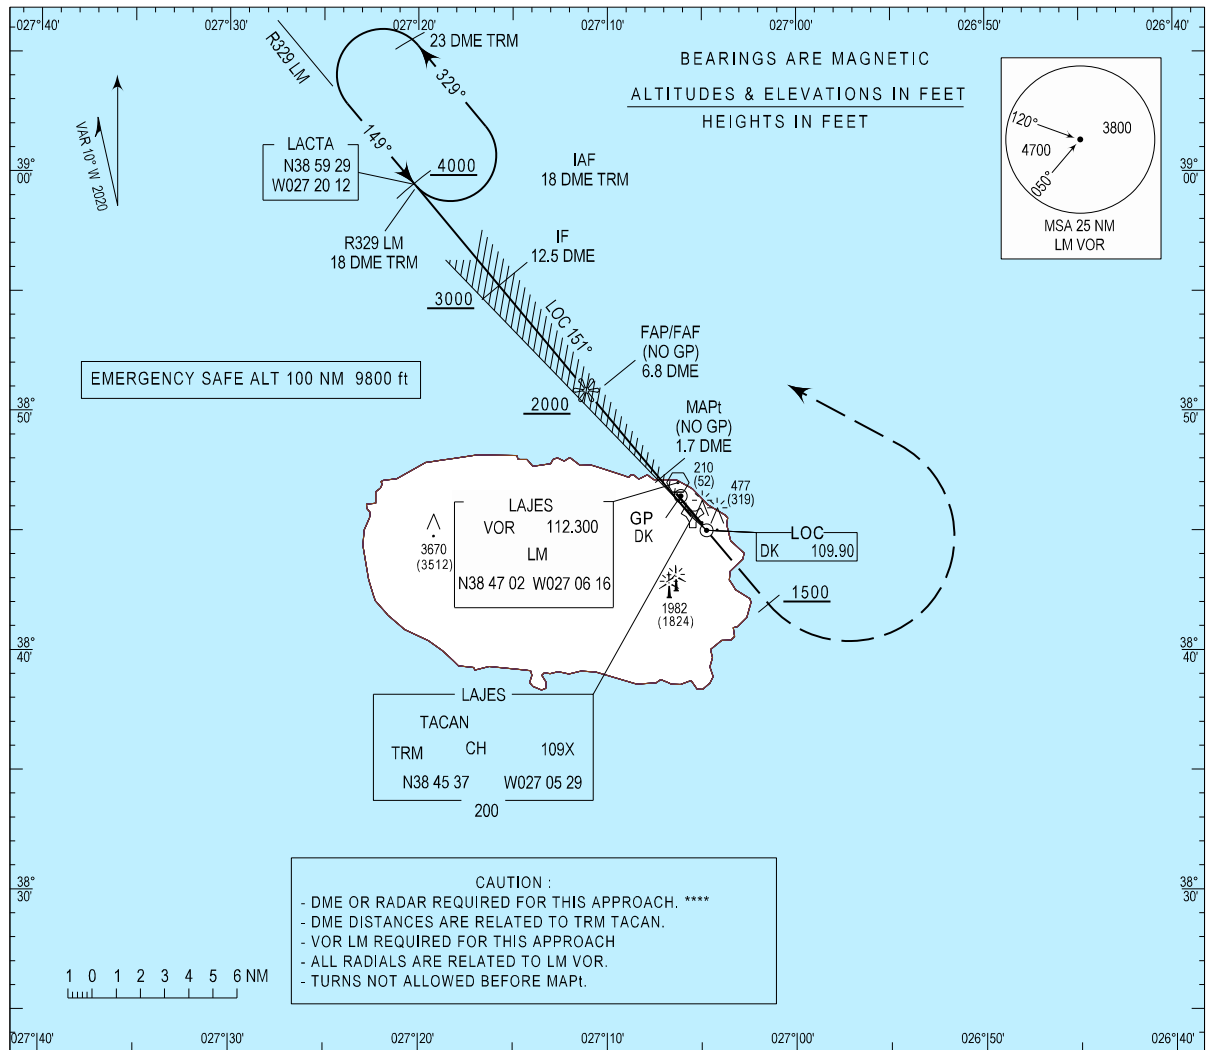 027°40'
027°30'
027°20'
027°10'
027°00'
026°50'
026°40'
R329 LM
23 DME TRM
329°
149°
BEARINGS ARE MAGNETIC
ALTITUDES & ELEVATIONS IN FEET
HEIGHTS IN FEET
120°
3800
4700
050°
MSA 25 NM
LM VOR
VAR 10° W 2020
39°
00'
39°
00'
LACTA
N38 59 29
W027 20 12
4000
IAF
18 DME TRM
R329 LM
18 DME TRM
IF
12.5 DME
3000
LOC 151°
FAP/FAF
(NO GP)
6.8 DME
EMERGENCY SAFE ALT 100 NM 9800 ft
2000
38°
50'
38°
50'
MAPt
(NO GP)
1.7 DME
210
(52)
477
(319)
LAJES
VOR 112.300
LM
N38 47 02 W027 06 16
GP
DK
LOC
DK 109.90
3670
(3512)
1982
(1824)
1500
38°
40'
38°
40'
LAJES
TACAN
TRM CH 109X
N38 45 37 W027 05 29
200
38°
30'
38°
30'
CAUTION :
- DME OR RADAR REQUIRED FOR THIS APPROACH. ****
- DME DISTANCES ARE RELATED TO TRM TACAN.
- VOR LM REQUIRED FOR THIS APPROACH
- ALL RADIALS ARE RELATED TO LM VOR.
- TURNS NOT ALLOWED BEFORE MAPt.
1 0 1 2 3 4 5 6 NM
027°40'
027°30'
027°20'
027°10'
027°00'
026°50'
026°40'